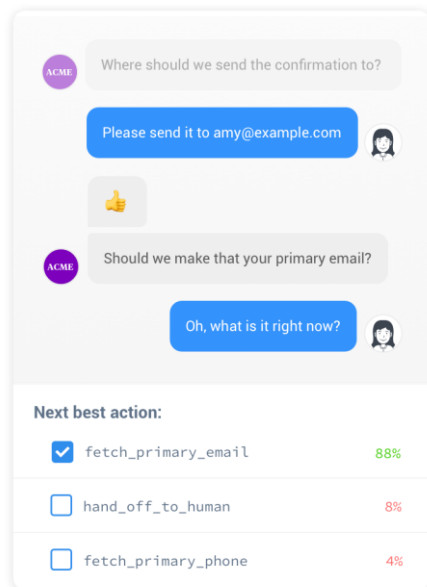 ACME
Where should we send the confirmation to?
Please send it to amy@example.com
👍
ACME
Should we make that your primary email?
Oh, what is it right now?
Next best action:
fetch_primary_email 88%
hand_off_to_human 8%
fetch_primary_phone 4%